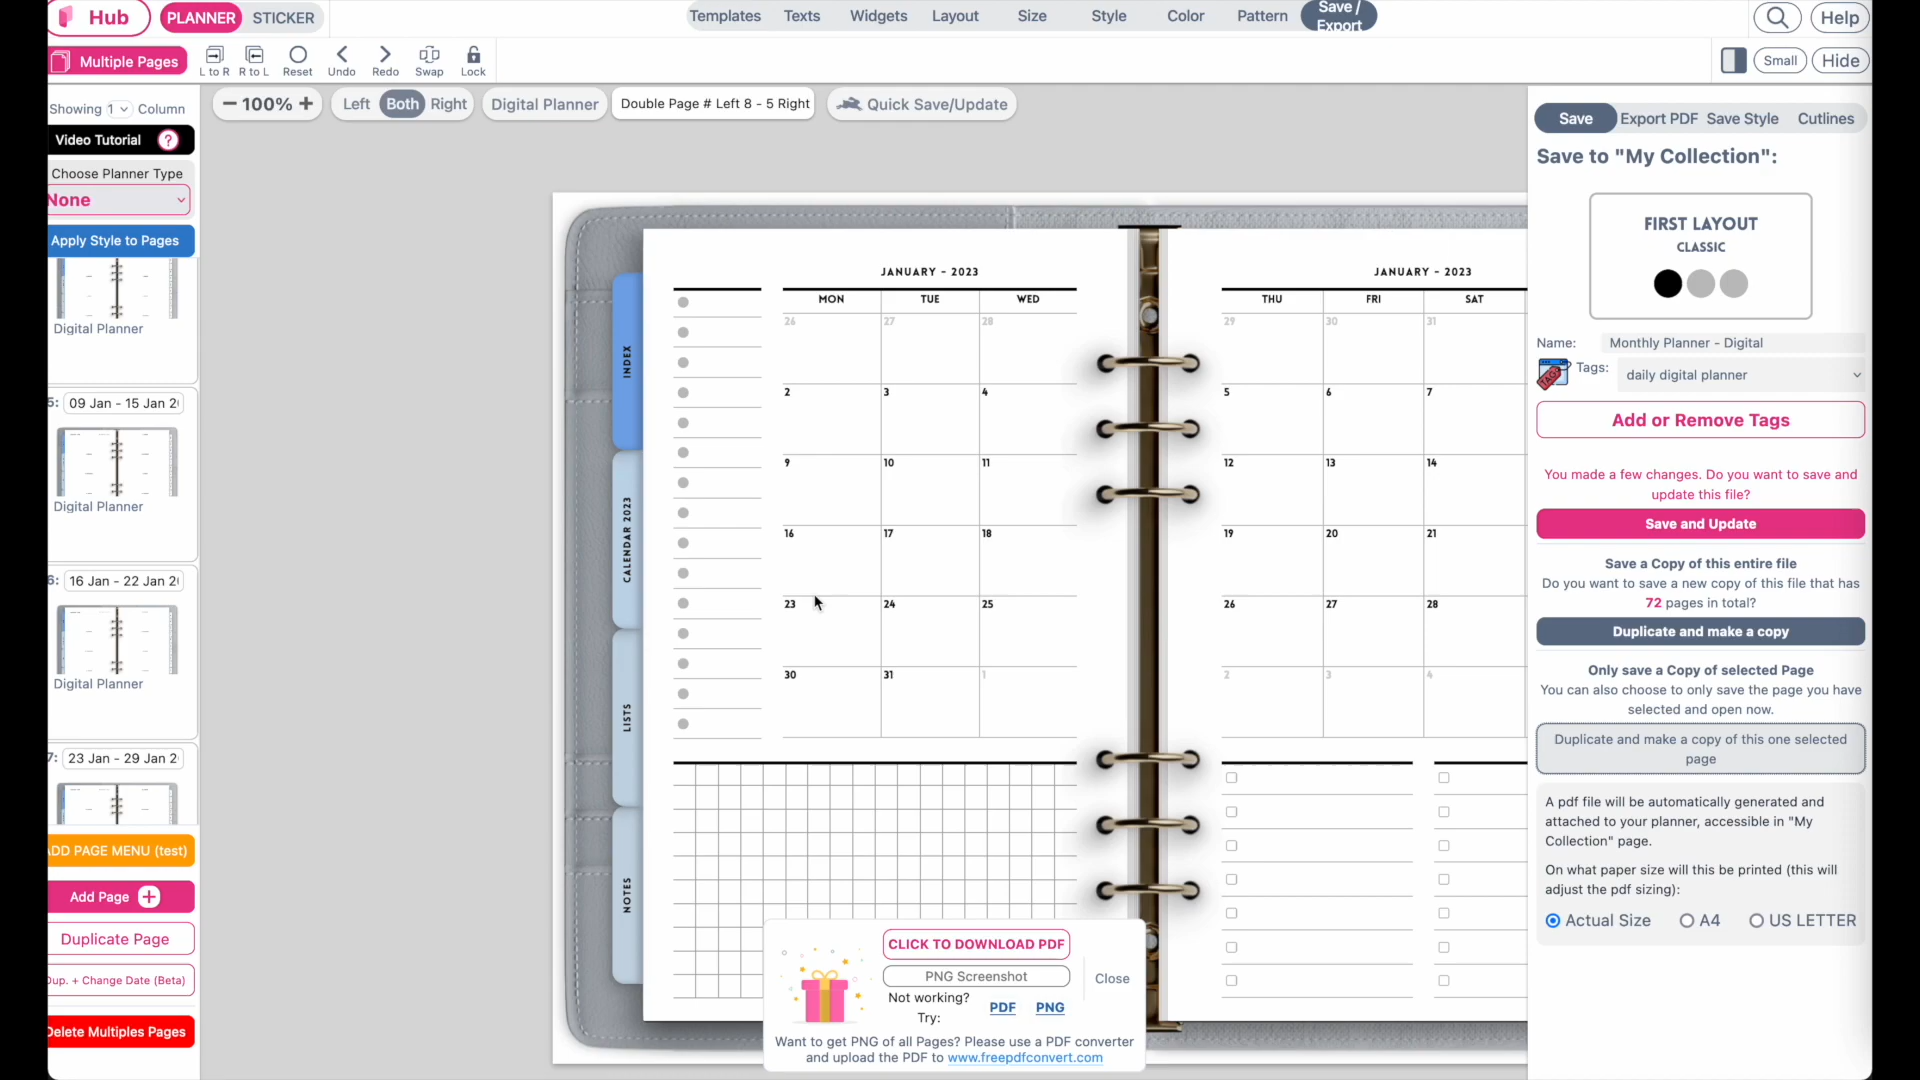 Hub
PLANNER
STICKER
Templates
Texts
Widgets
Layout
Size
Style
Color
Pattern
Save /
Export
Help
Multiple Pages
L to R
R to L
Reset
Undo
Redo
Swap
Lock
Small
Hide
Showing 1 Column
100%
Left
Both
Right
Digital Planner
Double Page # Left 8 - 5 Right
Quick Save/Update
Video Tutorial ?
Choose Planner Type
None
Apply Style to Pages
Digital Planner
5: 09 Jan - 15 Jan 2
Digital Planner
6: 16 Jan - 22 Jan 2
Digital Planner
7: 23 Jan - 29 Jan 2
ADD PAGE MENU (test)
Add Page
Duplicate Page
Dup. + Change Date (Beta)
Delete Multiples Pages
INDEX
CALENDAR 2023
LISTS
NOTES
JANUARY - 2023
MON TUE WED
26 27 28
2 3 4
9 10 11
16 17 18
23 24 25
30 31 1
JANUARY - 2023
THU FRI SAT
29 30 31
5 6 7
12 13 14
19 20 21
26 27 28
2 3 4
CLICK TO DOWNLOAD PDF
PNG Screenshot
Not working?
Try:
PDF
PNG
Close
Want to get PNG of all Pages? Please use a PDF converter
and upload the PDF to www.freepdfconvert.com
Save
Export PDF
Save Style
Cutlines
Save to "My Collection":
FIRST LAYOUT
CLASSIC
Name: Monthly Planner - Digital
TAGS
Tags: daily digital planner
Add or Remove Tags
You made a few changes. Do you want to save and
update this file?
Save and Update
Save a Copy of this entire file
Do you want to save a new copy of this file that has
72 pages in total?
Duplicate and make a copy
Only save a Copy of selected Page
You can also choose to only save the page you have
selected and open now.
Duplicate and make a copy of this one selected
page
A pdf file will be automatically generated and
attached to your planner, accessible in "My
Collection" page.
On what paper size will this be printed (this will
adjust the pdf sizing):
Actual Size
A4
US LETTER